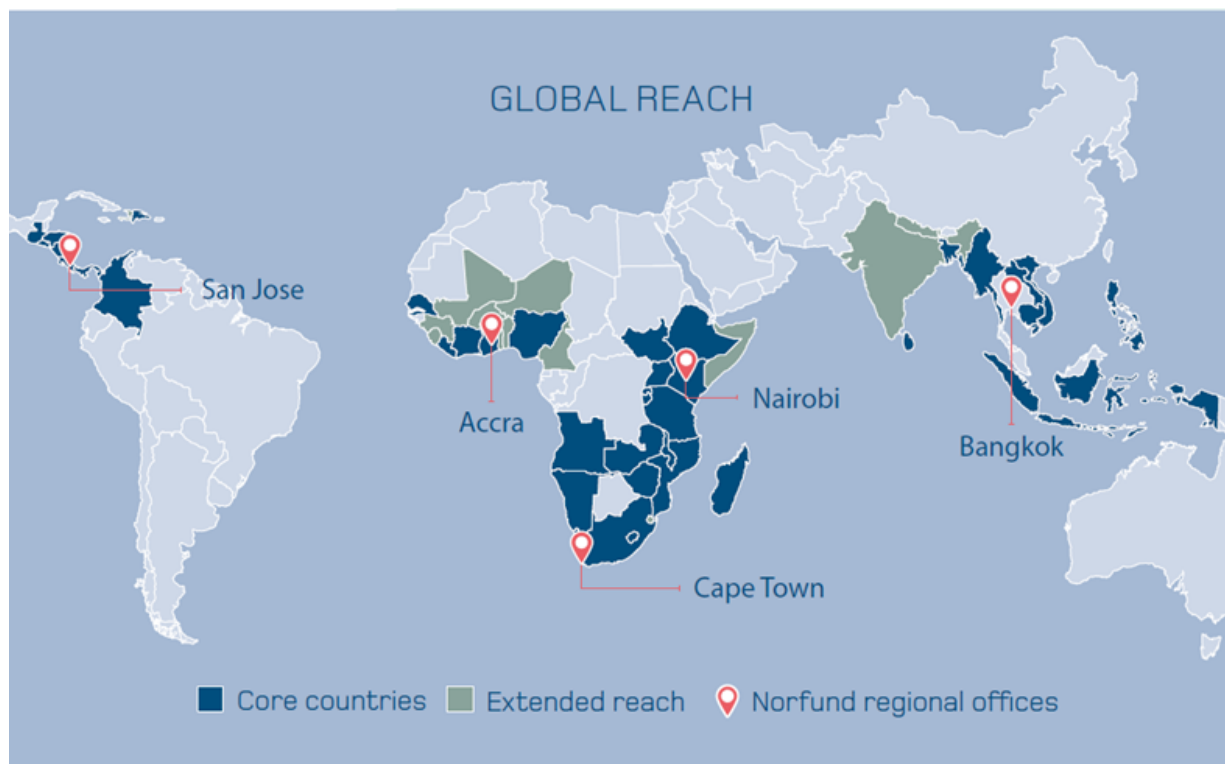 GLOBAL REACH
San Jose
Accra
Nairobi
Bangkok
Cape Town
Core countries
Extended reach
Norfund regional offices